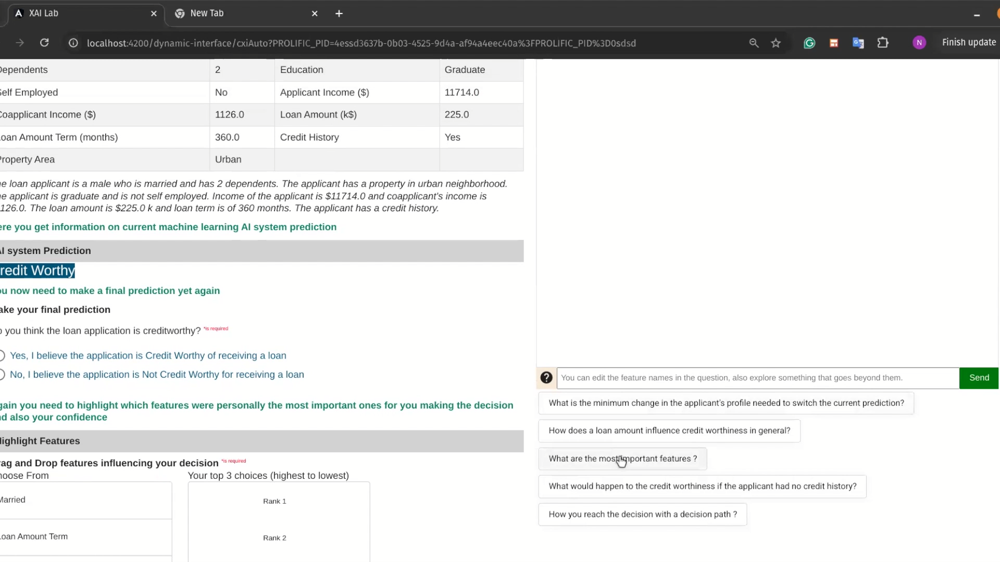 XAI Lab
New Tab
localhost:4200/dynamic-interface/cxiAuto?PROLIFIC_PID=4essd3637b-0b03-4525-9d4a-af94a4eec40a%3FPROLIFIC_PID%3D0sdsd
N
Finish update
Dependents 2 Education Graduate
Self Employed No Applicant Income ($) 11714.0
Coapplicant Income ($) 1126.0 Loan Amount (k$) 225.0
Loan Amount Term (months) 360.0 Credit History Yes
Property Area Urban
e loan applicant is a male who is married and has 2 dependents. The applicant has a property in urban neighborhood.
e applicant is graduate and is not self employed. Income of the applicant is $11714.0 and coapplicant's income is
126.0. The loan amount is $225.0 k and loan term is of 360 months. The applicant has a credit history.
ere you get information on current machine learning AI system prediction
AI system Prediction
redit Worthy
ou now need to make a final prediction yet again
ake your final prediction
o you think the loan application is creditworthy? *is required
Yes, I believe the application is Credit Worthy of receiving a loan
No, I believe the application is Not Credit Worthy for receiving a loan
gain you need to highlight which features were personally the most important ones for you making the decision
nd also your confidence
Highlight Features
rag and Drop features influencing your decision *is required
hoose From
Your top 3 choices (highest to lowest)
Married
Loan Amount Term
Rank 1
Rank 2
You can edit the feature names in the question, also explore something that goes beyond them.
Send
What is the minimum change in the applicant's profile needed to switch the current prediction?
How does a loan amount influence credit worthiness in general?
What are the most important features ?
What would happen to the credit worthiness if the applicant had no credit history?
How you reach the decision with a decision path ?